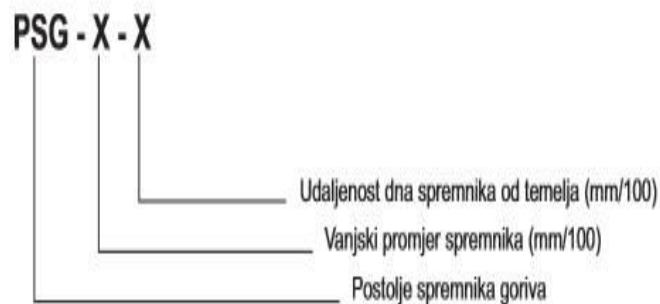 PSG - X - X
Udaljenost dna spremnika od temelja (mm/100)
Vanjski promjer spremnika (mm/100)
Postolje spremnika goriva